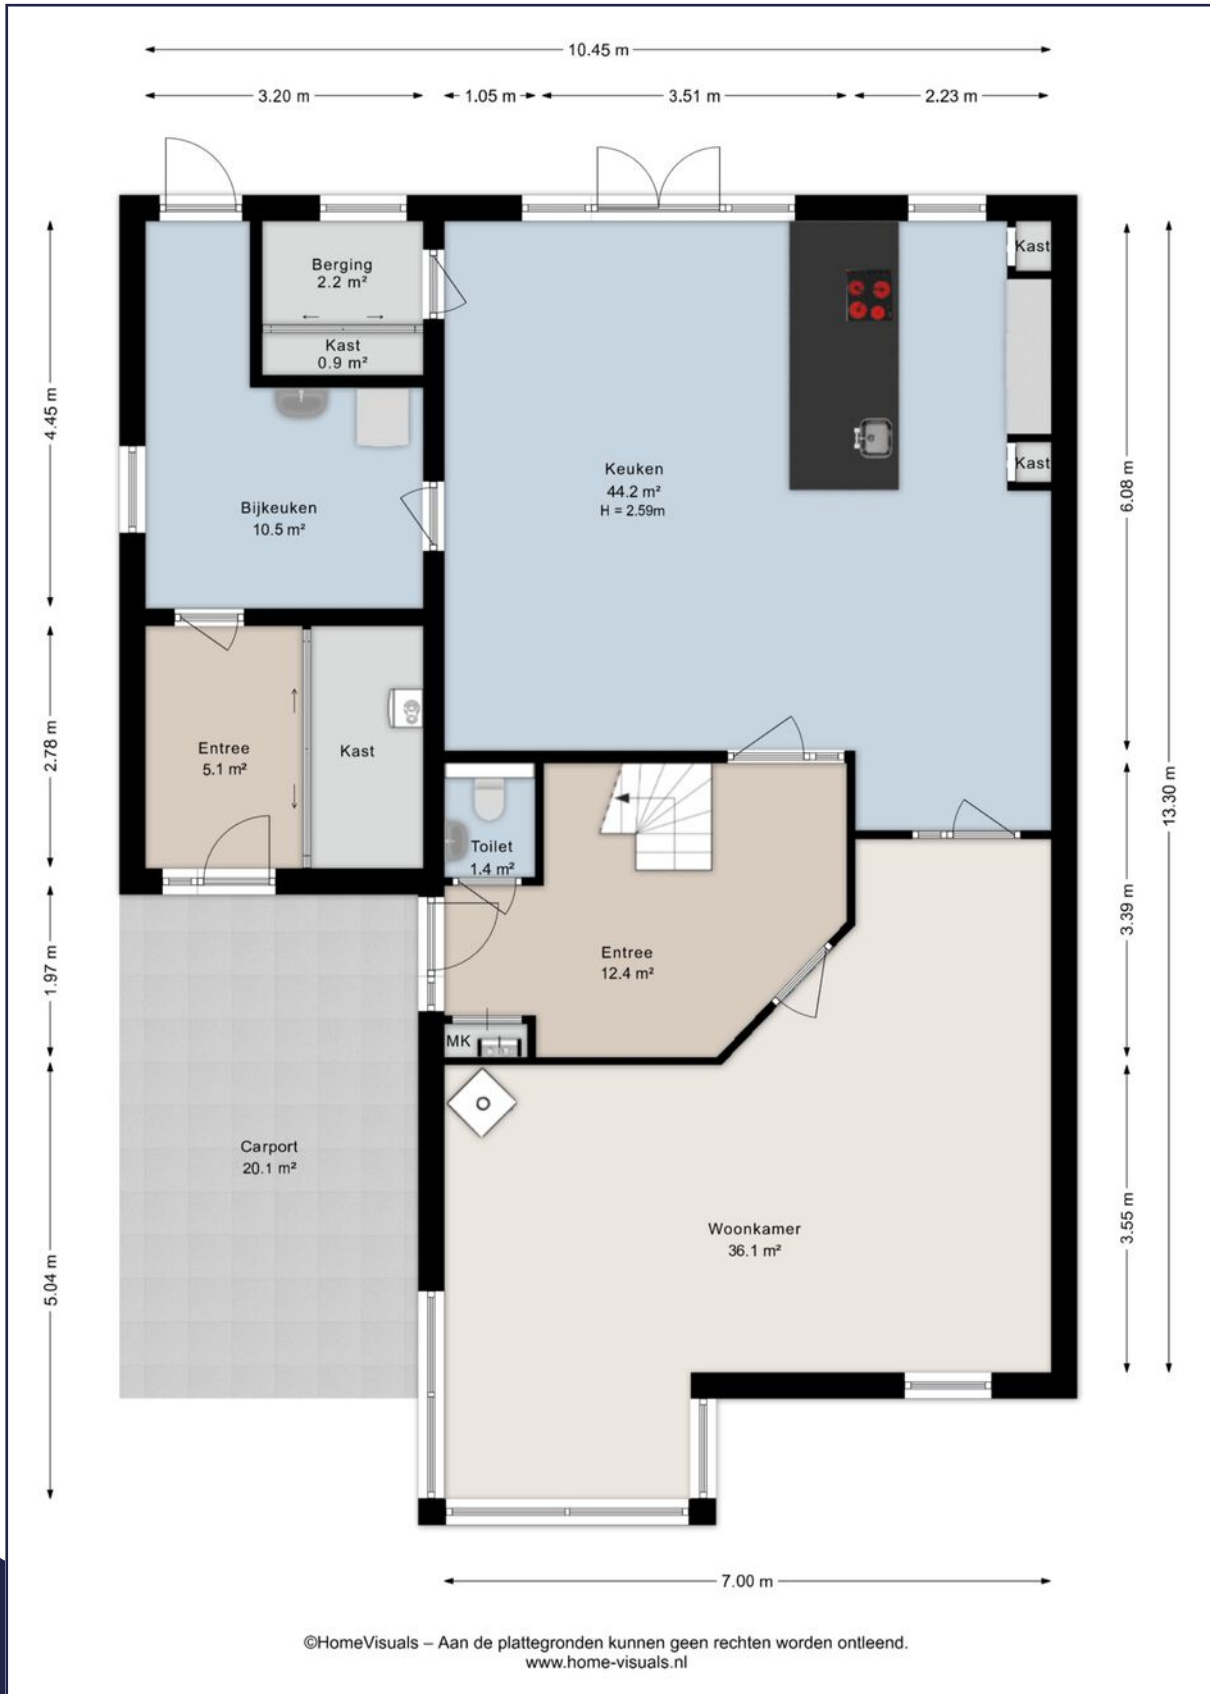 10.45 m
3.20 m
1.05 m
3.51 m
2.23 m
Berging
2.2 m²
Kast
0.9 m²
Kast
Kast
4.45 m
6.08 m
Keuken
44.2 m²
H = 2.59m
Bijkeuken
10.5 m²
2.78 m
Entree
5.1 m²
Kast
13.30 m
Toilet
1.4 m²
3.39 m
1.97 m
Entree
12.4 m²
MK
Carport
20.1 m²
3.55 m
Woonkamer
36.1 m²
5.04 m
7.00 m
©HomeVisuals – Aan de plattegronden kunnen geen rechten worden ontleend.
www.home-visuals.nl